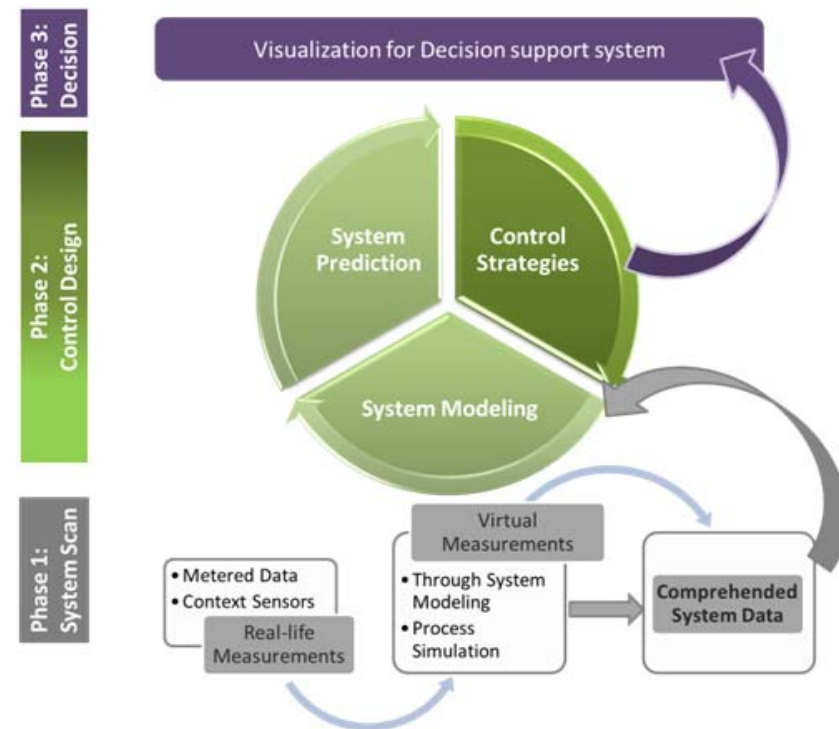 Phase 3:
Decision
Visualization for Decision support system
Phase 2:
Control Design
System
Prediction
Control
Strategies
System Modeling
Phase 1:
System Scan
• Metered Data
• Context Sensors
Real-life
Measurements
Virtual
Measurements
• Through System
Modeling
• Process
Simulation
Comprehended
System Data